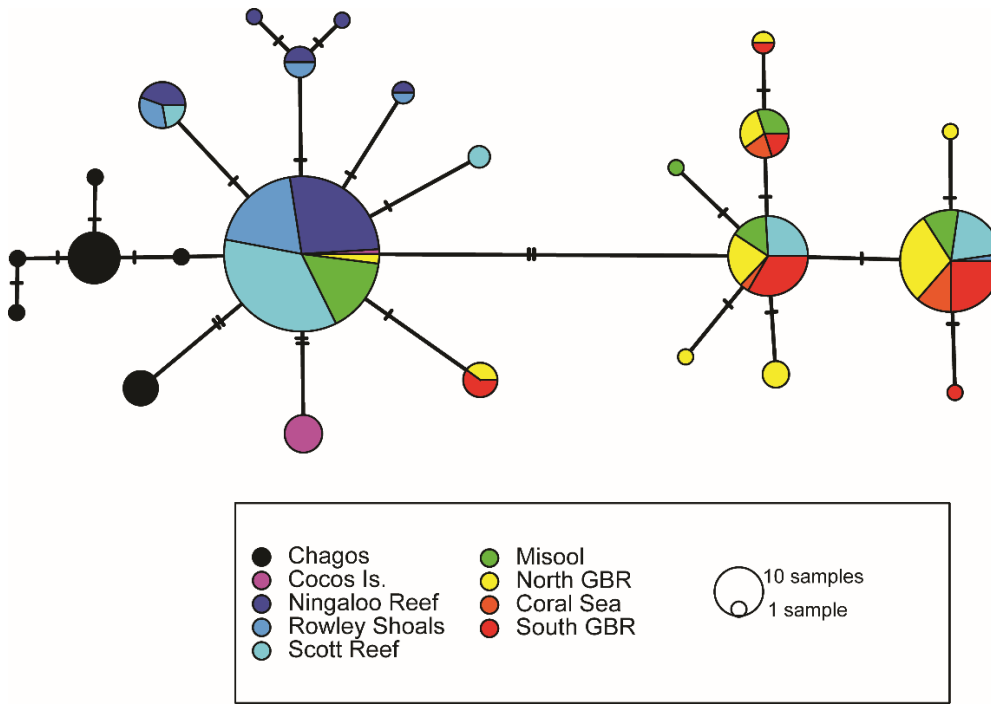 Chagos
Cocos Is.
Ningaloo Reef
Rowley Shoals
Scott Reef
Misool
North GBR
Coral Sea
South GBR
10 samples
1 sample